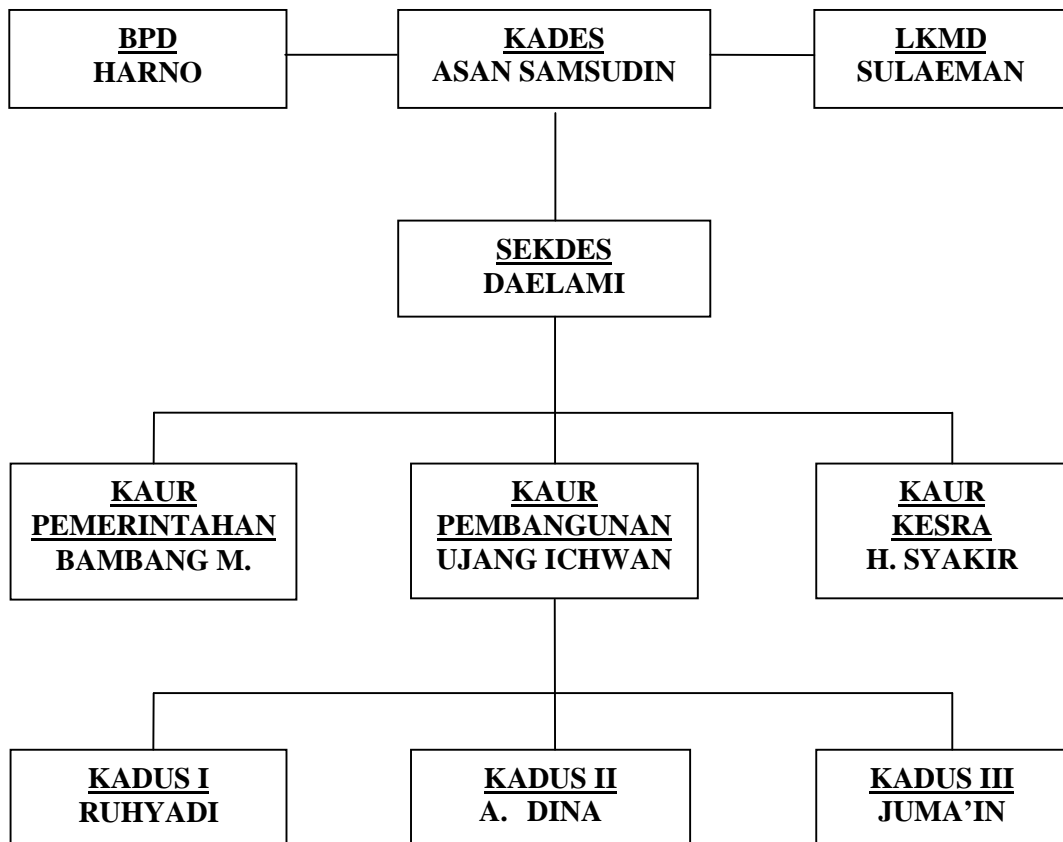 BPD
HARNO
KADES
ASAN SAMSUDIN
LKMD
SULAEMAN
SEKDES
DAELAMI
KAUR
PEMERINTAHAN
BAMBANG M.
KAUR
PEMBANGUNAN
UJANG ICHWAN
KAUR
KESRA
H. SYAKIR
KADUS I
RUHYADI
KADUS II
A. DINA
KADUS III
JUMA’IN